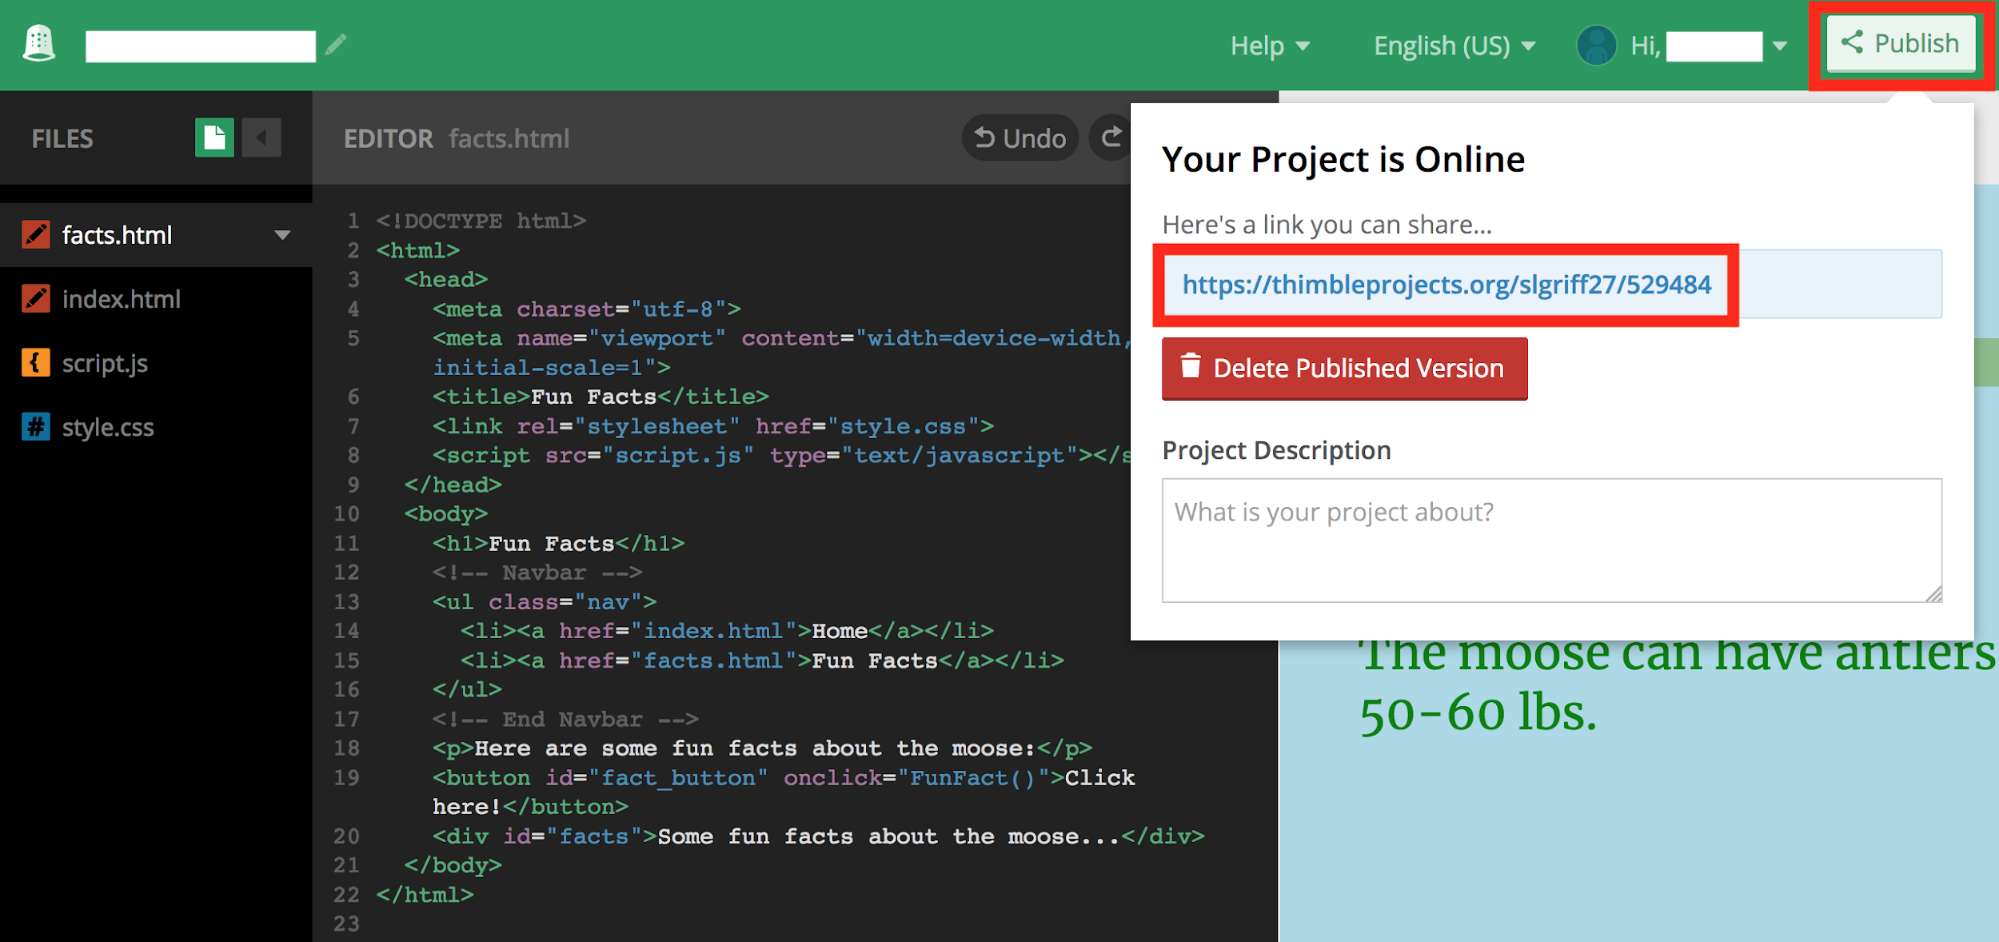 Help
English (US)
Hi,
Publish
FILES
EDITOR facts.html
Undo
facts.html
index.html
script.js
style.css
1 <!DOCTYPE html>
2 <html>
3 <head>
4 <meta charset="utf-8">
5 <meta name="viewport" content="width=device-width,
initial-scale=1">
6 <title>Fun Facts</title>
7 <link rel="stylesheet" href="style.css">
8 <script src="script.js" type="text/javascript"></s
9 </head>
10 <body>
11 <h1>Fun Facts</h1>
12 <!-- Navbar -->
13 <ul class="nav">
14 <li><a href="index.html">Home</a></li>
15 <li><a href="facts.html">Fun Facts</a></li>
16 </ul>
17 <!-- End Navbar -->
18 <p>Here are some fun facts about the moose:</p>
19 <button id="fact_button" onclick="FunFact()">Click
here!</button>
20 <div id="facts">Some fun facts about the moose...</div>
21 </body>
22 </html>
23
Your Project is Online
Here's a link you can share...
https://thimbleprojects.org/slgriff27/529484
Delete Published Version
Project Description
What is your project about?
The moose can have antlers
50-60 lbs.